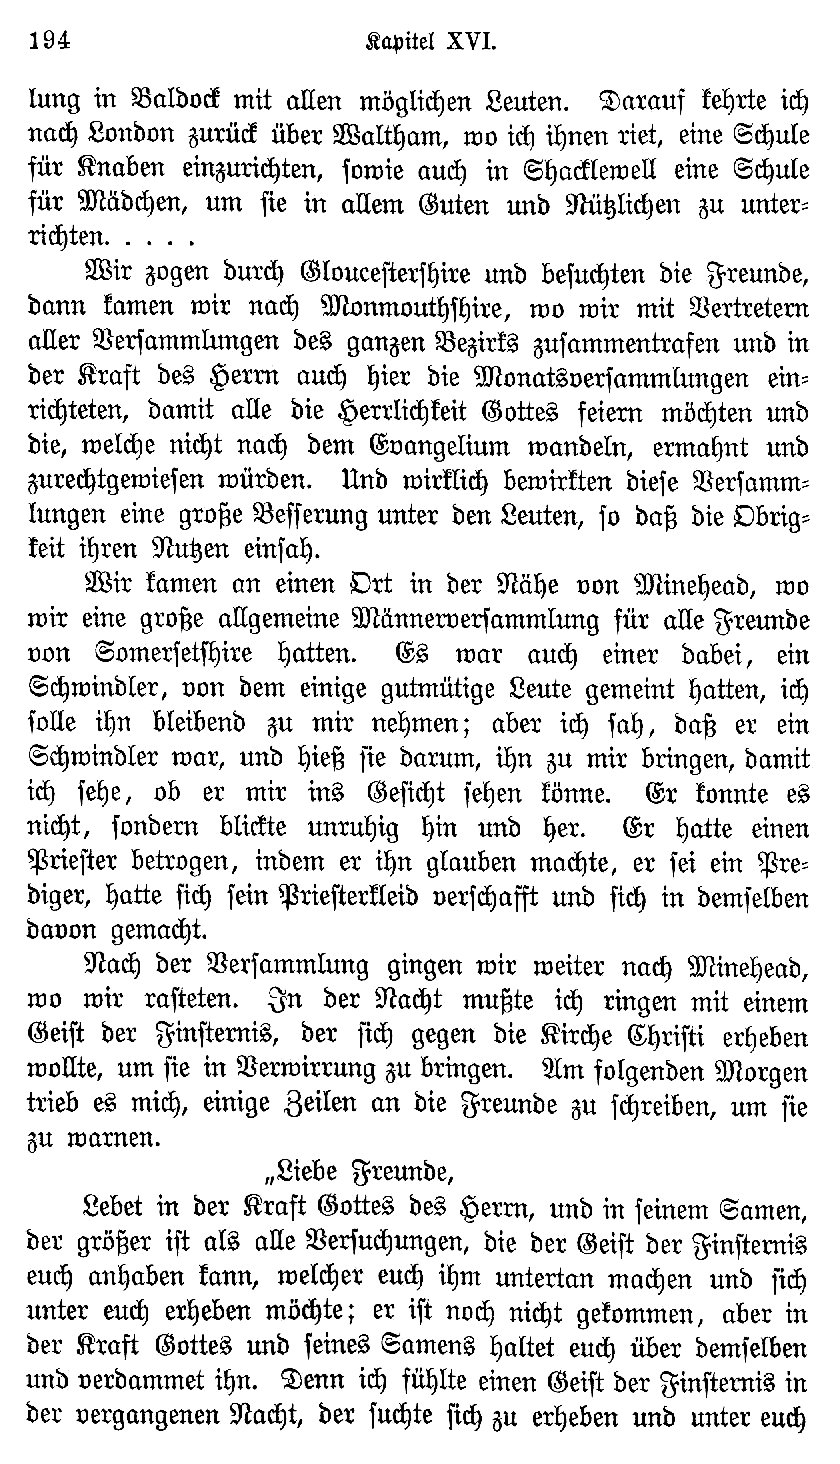 194 Kapitel XVI.
lung in Baldock mit allen möglichen Leuten. Darauf kehrte ich
nach London zurück über Waltham, wo ich ihnen riet, eine Schule
für Knaben einzurichten, sowie auch in Shacklewell eine Schule
für Mädchen, um sie in allem Guten und Nützlichen zu unter-
richten. . . . .
Wir zogen durch Gloucestershire und besuchten die Freunde,
dann kamen wir nach Monmouthshire, wo wir mit Vertretern
aller Versammlungen des ganzen Bezirks zusammentrafen und in
der Kraft des Herrn auch hier die Monatsversammlungen ein-
richteten, damit alle die Herrlichkeit Gottes feiern möchten und
die, welche nicht nach dem Evangelium wandeln, ermahnt und
zurechtgewiesen würden. Und wirklich bewirkten diese Versamm-
lungen eine große Besserung unter den Leuten, so daß die Obrig-
keit ihren Nutzen einsah.
Wir kamen an einen Ort in der Nähe von Minehead, wo
wir eine große allgemeine Männerversammlung für alle Freunde
von Somersetshire hatten. Es war auch einer dabei, ein
Schwindler, von dem einige gutmütige Leute gemeint hatten, ich
solle ihn bleibend zu mir nehmen; aber ich sah, daß er ein
Schwindler war, und hieß sie darum, ihn zu mir bringen, damit
ich sehe, ob er mir ins Gesicht sehen könne. Er konnte es
nicht, sondern blickte unruhig hin und her. Er hatte einen
Priester betrogen, indem er ihn glauben machte, er sei ein Pre-
diger, hatte sich sein Priesterkleid verschafft und sich in demselben
davon gemacht.
Nach der Versammlung gingen wir weiter nach Minehead,
wo wir rasteten. In der Nacht mußte ich ringen mit einem
Geist der Finsternis, der sich gegen die Kirche Christi erheben
wollte, um sie in Verwirrung zu bringen. Am folgenden Morgen
trieb es mich, einige Zeilen an die Freunde zu schreiben, um sie
zu warnen.
„Liebe Freunde,
Lebet in der Kraft Gottes des Herrn, und in seinem Samen,
der größer ist als alle Versuchungen, die der Geist der Finsternis
euch anhaben kann, welcher euch ihm untertan machen und sich
unter euch erheben möchte; er ist noch nicht gekommen, aber in
der Kraft Gottes und seines Samens haltet euch über demselben
und verdammet ihn. Denn ich fühlte einen Geist der Finsternis in
der vergangenen Nacht, der suchte sich zu erheben und unter euch